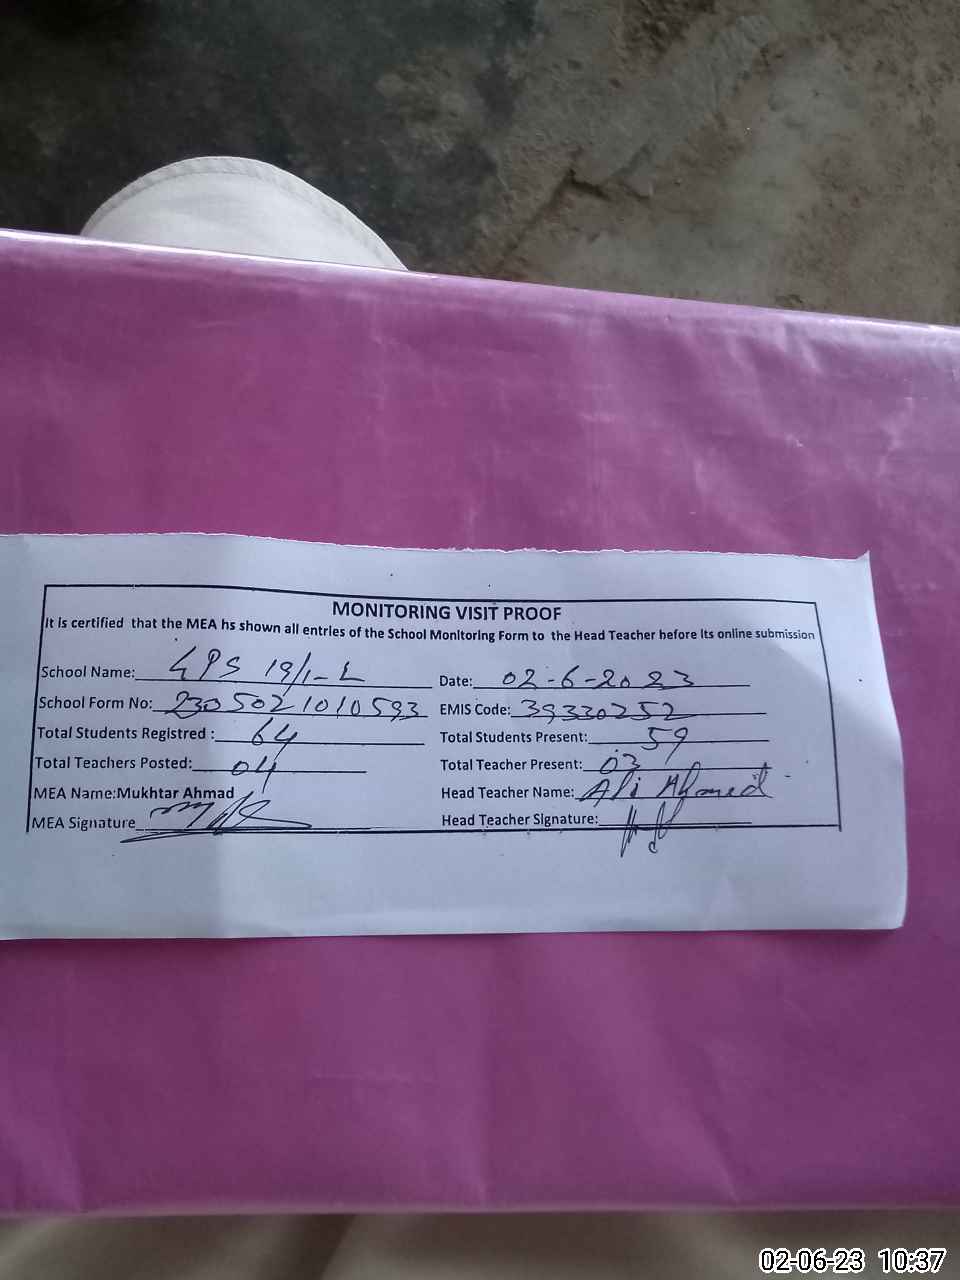 MONITORING VISIT PROOF
It is certified that the MEA hs shown all entries of the School Monitoring Form to the Head Teacher before its online submission
School Name: GPS 19/1-L Date: 02-6-2023
School Form No: 2305021010593 EMIS Code: 39330252
Total Students Registred : 64 Total Students Present: 59
Total Teachers Posted: 04 Total Teacher Present: 03
MEA Name:Mukhtar Ahmad Head Teacher Name: Ali Ahmed
MEA Signature Head Teacher Signature:
02-06-23 10:37